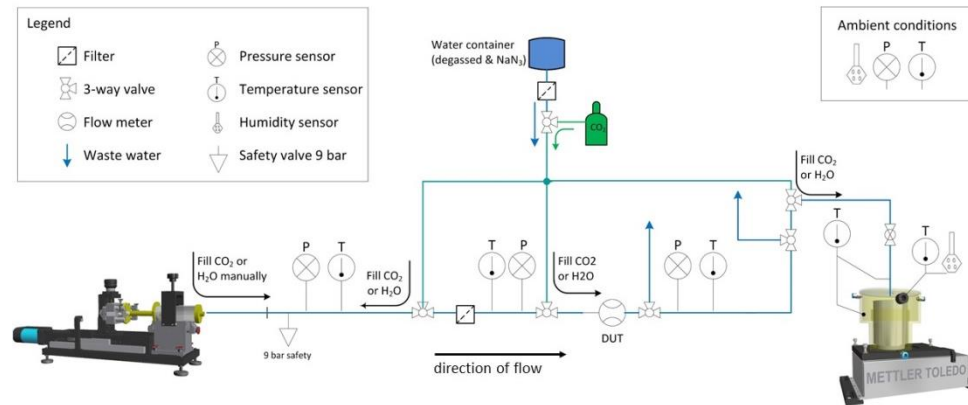 Legend
Filter
3-way valve
Flow meter
Waste water
P
Pressure sensor
T
Temperature sensor
Humidity sensor
Safety valve 9 bar
Water container
(degassed & NaN₃)
CO₂
Ambient conditions
P
T
Fill CO₂
or H₂O
Fill CO₂ or
H₂O manually
P
T
Fill CO₂
or H₂O
T
P
Fill CO2
or H2O
P
T
T
T
9 bar safety
DUT
direction of flow
METTLER TOLEDO